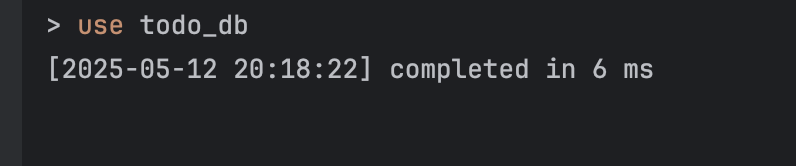 > use todo_db
[2025-05-12 20:18:22] completed in 6 ms